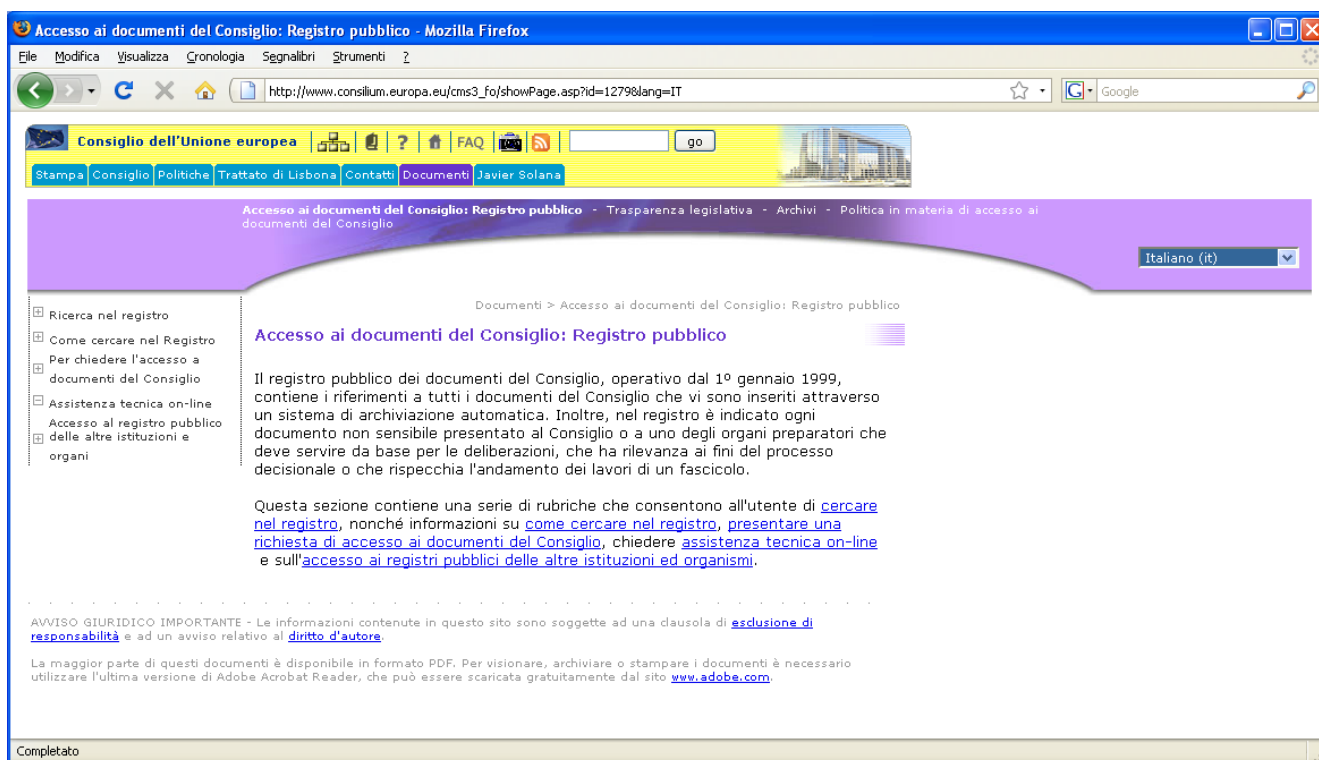 Accesso ai documenti del Consiglio: Registro pubblico - Mozilla Firefox
File Modifica Visualizza Cronologia Segnalibri Strumenti ?
http://www.consilium.europa.eu/cms3_fo/showPage.asp?id=1279&lang=IT
G Google
Consiglio dell'Unione europea ? FAQ go
Stampa Consiglio Politiche Trattato di Lisbona Contatti Documenti Javier Solana
Accesso ai documenti del Consiglio: Registro pubblico - Trasparenza legislativa - Archivi - Politica in materia di accesso ai
documenti del Consiglio
Italiano (it)
Ricerca nel registro
Come cercare nel Registro
Per chiedere l'accesso a
documenti del Consiglio
Assistenza tecnica on-line
Accesso al registro pubblico
delle altre istituzioni e
organi
Documenti > Accesso ai documenti del Consiglio: Registro pubblico
Accesso ai documenti del Consiglio: Registro pubblico
Il registro pubblico dei documenti del Consiglio, operativo dal 1º gennaio 1999,
contiene i riferimenti a tutti i documenti del Consiglio che vi sono inseriti attraverso
un sistema di archiviazione automatica. Inoltre, nel registro è indicato ogni
documento non sensibile presentato al Consiglio o a uno degli organi preparatori che
deve servire da base per le deliberazioni, che ha rilevanza ai fini del processo
decisionale o che rispecchia l'andamento dei lavori di un fascicolo.
Questa sezione contiene una serie di rubriche che consentono all'utente di cercare
nel registro, nonché informazioni su come cercare nel registro, presentare una
richiesta di accesso ai documenti del Consiglio, chiedere assistenza tecnica on-line
e sull'accesso ai registri pubblici delle altre istituzioni ed organismi.
AVVISO GIURIDICO IMPORTANTE - Le informazioni contenute in questo sito sono soggette ad una clausola di esclusione di
responsabilità e ad un avviso relativo al diritto d'autore.
La maggior parte di questi documenti è disponibile in formato PDF. Per visionare, archiviare o stampare i documenti è necessario
utilizzare l'ultima versione di Adobe Acrobat Reader, che può essere scaricata gratuitamente dal sito www.adobe.com.
Completato